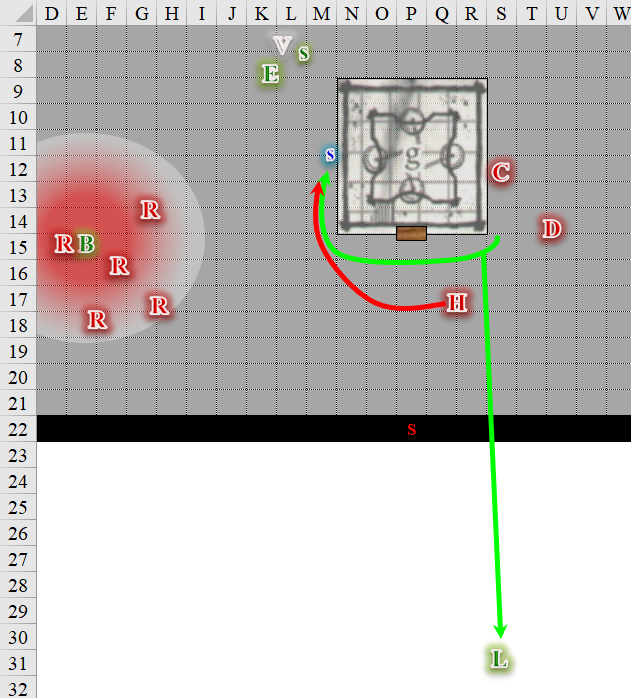 D E F G H I J K L M N O P Q R S T U V W
7 V s
8 E
9
10
11 s g
12 C
13 R
14 D
15 R B
16 R
17 R H
18 R
19
20
21
22 s
23
24
25
26
27
28
29
30
31 L
32